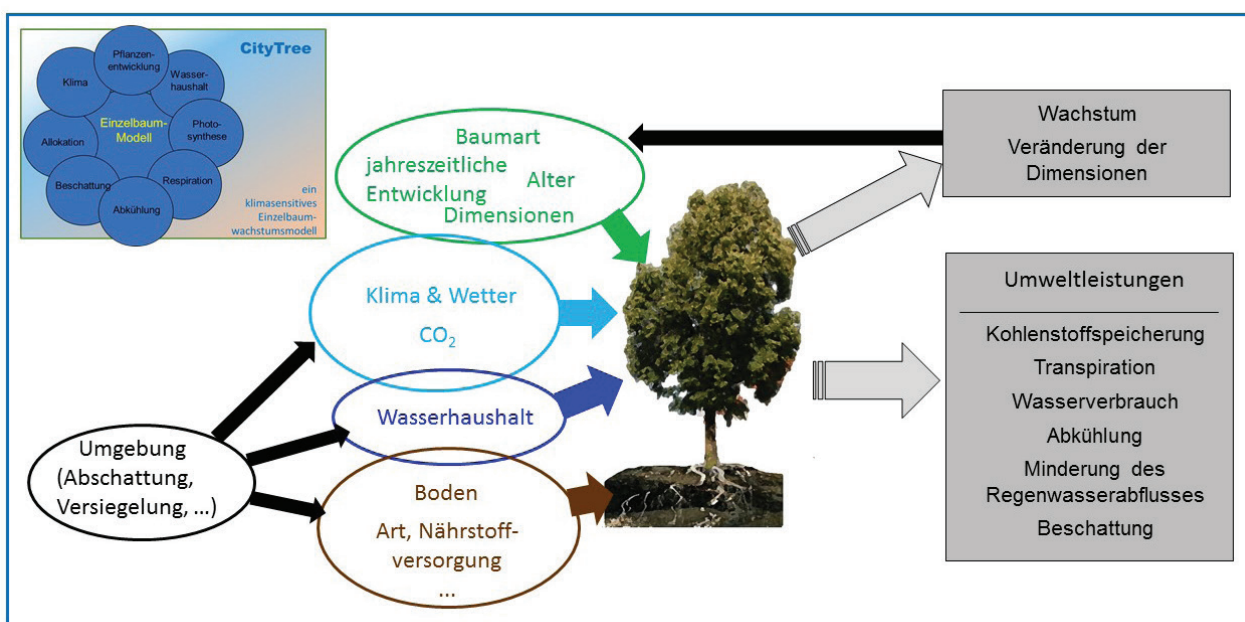 CityTree
Pflanzen-
entwicklung
Wasser-
haushalt
Photo-
synthese
Respiration
Abkühlung
Beschattung
Allokation
Klima
Einzelbaum-
Modell
ein
klimasensitives
Einzelbaum-
wachstumsmodell
Baumart
jahreszeitliche
Entwicklung
Alter
Dimensionen
Klima & Wetter
CO₂
Wasserhaushalt
Umgebung
(Abschattung,
Versiegelung, ...)
Boden
Art, Nährstoff-
versorgung
...
Wachstum
Veränderung der
Dimensionen
Umweltleistungen
Kohlenstoffspeicherung
Transpiration
Wasserverbrauch
Abkühlung
Minderung des
Regenwasserabflusses
Beschattung